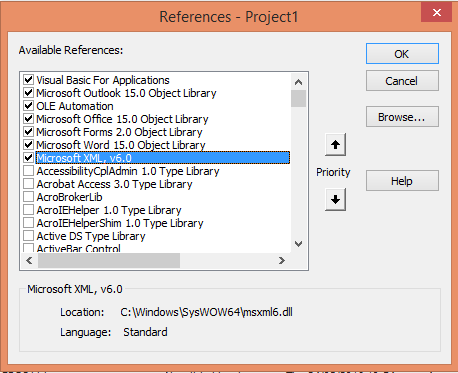 References - Project1
Available References:
Visual Basic For Applications
Microsoft Outlook 15.0 Object Library
OLE Automation
Microsoft Office 15.0 Object Library
Microsoft Forms 2.0 Object Library
Microsoft Word 15.0 Object Library
Microsoft XML, v6.0
AccessibilityCplAdmin 1.0 Type Library
Acrobat Access 3.0 Type Library
AcroBrokerLib
AcroIEHelper 1.0 Type Library
AcroIEHelperShim 1.0 Type Library
Active DS Type Library
ActiveBar Control
OK
Cancel
Browse...
Priority
Help
Microsoft XML, v6.0
Location: C:\Windows\SysWOW64\msxml6.dll
Language: Standard